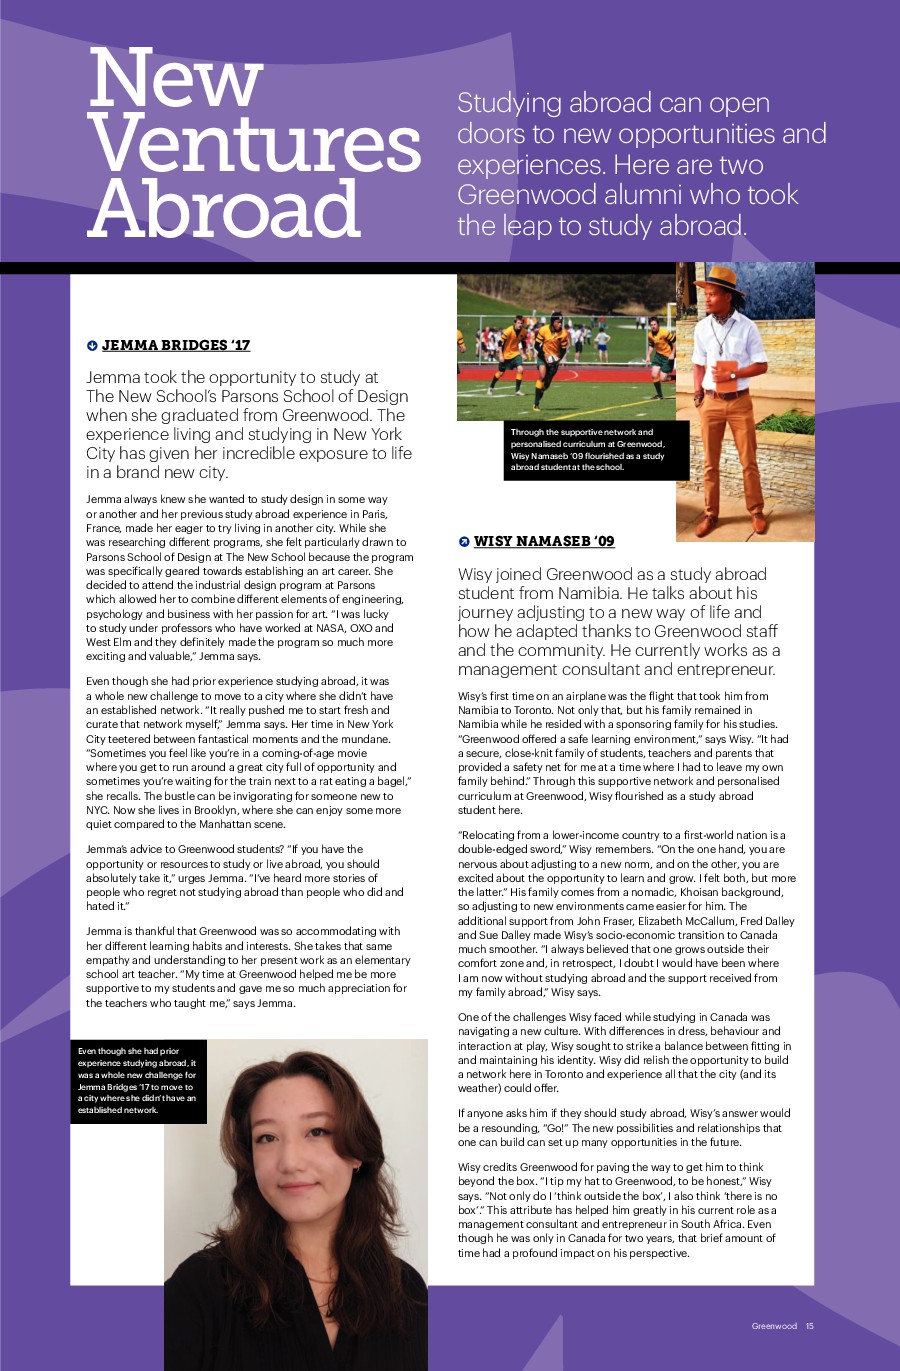 New
Ventures
Abroad
Studying abroad can open
doors to new opportunities and
experiences. Here are two
Greenwood alumni who took
the leap to study abroad.
JEMMA BRIDGES ‘17
Jemma took the opportunity to study at
The New School’s Parsons School of Design
when she graduated from Greenwood. The
experience living and studying in New York
City has given her incredible exposure to life
in a brand new city.
Jemma always knew she wanted to study design in some way
or another and her previous study abroad experience in Paris,
France, made her eager to try living in another city. While she
was researching different programs, she felt particularly drawn to
Parsons School of Design at The New School because the program
was specifically geared towards establishing an art career. She
decided to attend the industrial design program at Parsons
which allowed her to combine different elements of engineering,
psychology and business with her passion for art. “I was lucky
to study under professors who have worked at NASA, OXO and
West Elm and they definitely made the program so much more
exciting and valuable,” Jemma says.
Even though she had prior experience studying abroad, it was
a whole new challenge to move to a city where she didn’t have
an established network. “It really pushed me to start fresh and
curate that network myself,” Jemma says. Her time in New York
City teetered between fantastical moments and the mundane.
“Sometimes you feel like you’re in a coming-of-age movie
where you get to run around a great city full of opportunity and
sometimes you’re waiting for the train next to a rat eating a bagel,”
she recalls. The bustle can be invigorating for someone new to
NYC. Now she lives in Brooklyn, where she can enjoy some more
quiet compared to the Manhattan scene.
Jemma’s advice to Greenwood students? “If you have the
opportunity or resources to study or live abroad, you should
absolutely take it,” urges Jemma. “I’ve heard more stories of
people who regret not studying abroad than people who did and
hated it.”
Jemma is thankful that Greenwood was so accommodating with
her different learning habits and interests. She takes that same
empathy and understanding to her present work as an elementary
school art teacher. “My time at Greenwood helped me be more
supportive to my students and gave me so much appreciation for
the teachers who taught me,” says Jemma.
Even though she had prior
experience studying abroad, it
was a whole new challenge for
Jemma Bridges ‘17 to move to
a city where she didn’t have an
established network.
Through the supportive network and
personalised curriculum at Greenwood,
Wisy Namaseb ‘09 flourished as a study
abroad student at the school.
WISY NAMASEB ‘09
Wisy joined Greenwood as a study abroad
student from Namibia. He talks about his
journey adjusting to a new way of life and
how he adapted thanks to Greenwood staff
and the community. He currently works as a
management consultant and entrepreneur.
Wisy’s first time on an airplane was the flight that took him from
Namibia to Toronto. Not only that, but his family remained in
Namibia while he resided with a sponsoring family for his studies.
“Greenwood offered a safe learning environment,” says Wisy. “It had
a secure, close-knit family of students, teachers and parents that
provided a safety net for me at a time where I had to leave my own
family behind.” Through this supportive network and personalised
curriculum at Greenwood, Wisy flourished as a study abroad
student here.
“Relocating from a lower-income country to a first-world nation is a
double-edged sword,” Wisy remembers. “On the one hand, you are
nervous about adjusting to a new norm, and on the other, you are
excited about the opportunity to learn and grow. I felt both, but more
the latter.” His family comes from a nomadic, Khoisan background,
so adjusting to new environments came easier for him. The
additional support from John Fraser, Elizabeth McCallum, Fred Dalley
and Sue Dalley made Wisy’s socio-economic transition to Canada
much smoother. “I always believed that one grows outside their
comfort zone and, in retrospect, I doubt I would have been where
I am now without studying abroad and the support received from
my family abroad,” Wisy says.
One of the challenges Wisy faced while studying in Canada was
navigating a new culture. With differences in dress, behaviour and
interaction at play, Wisy sought to strike a balance between fitting in
and maintaining his identity. Wisy did relish the opportunity to build
a network here in Toronto and experience all that the city (and its
weather) could offer.
If anyone asks him if they should study abroad, Wisy’s answer would
be a resounding, “Go!” The new possibilities and relationships that
one can build can set up many opportunities in the future.
Wisy credits Greenwood for paving the way to get him to think
beyond the box. “I tip my hat to Greenwood, to be honest,” Wisy
says. “Not only do I ‘think outside the box’, I also think ‘there is no
box’.” This attribute has helped him greatly in his current role as a
management consultant and entrepreneur in South Africa. Even
though he was only in Canada for two years, that brief amount of
time had a profound impact on his perspective.
Greenwood 15